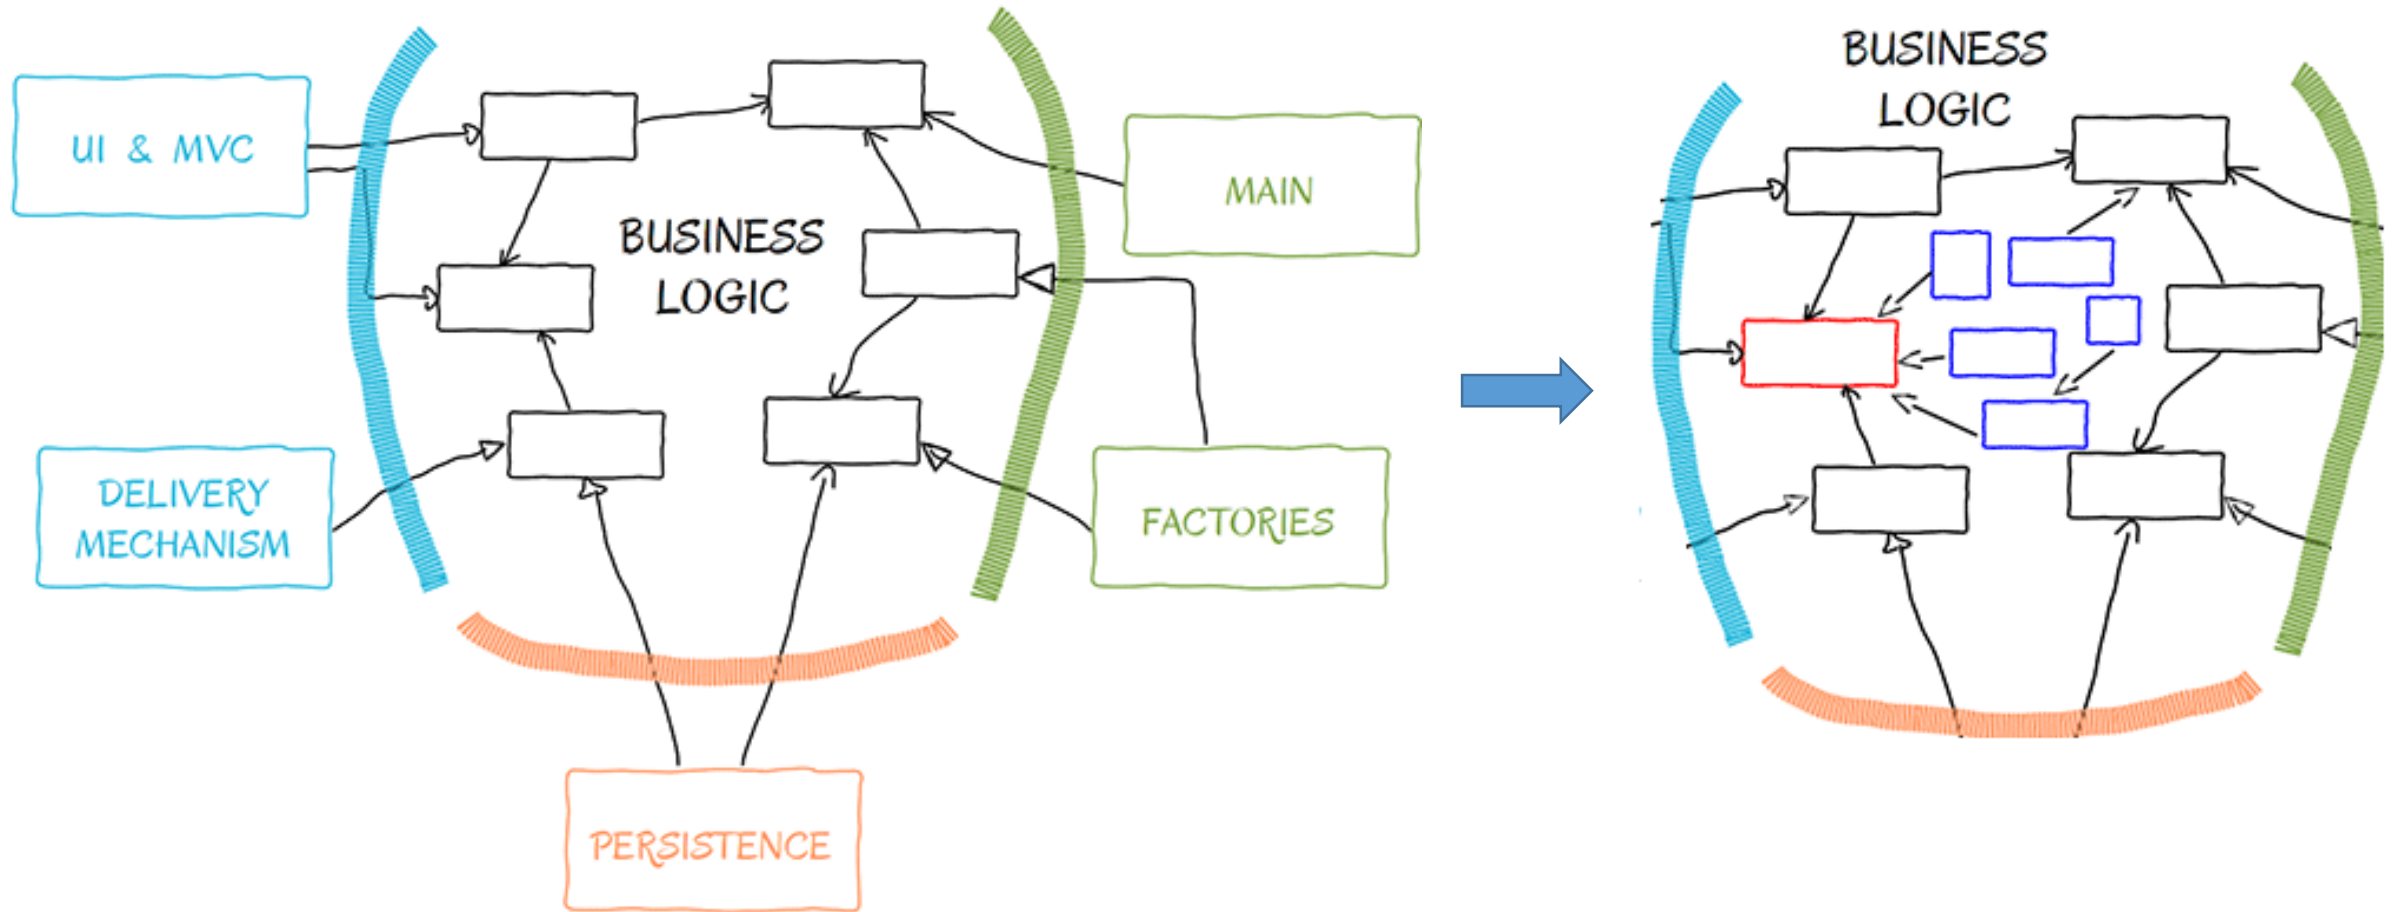 UI & MVC
BUSINESS
LOGIC
MAIN
DELIVERY
MECHANISM
FACTORIES
PERSISTENCE
BUSINESS
LOGIC